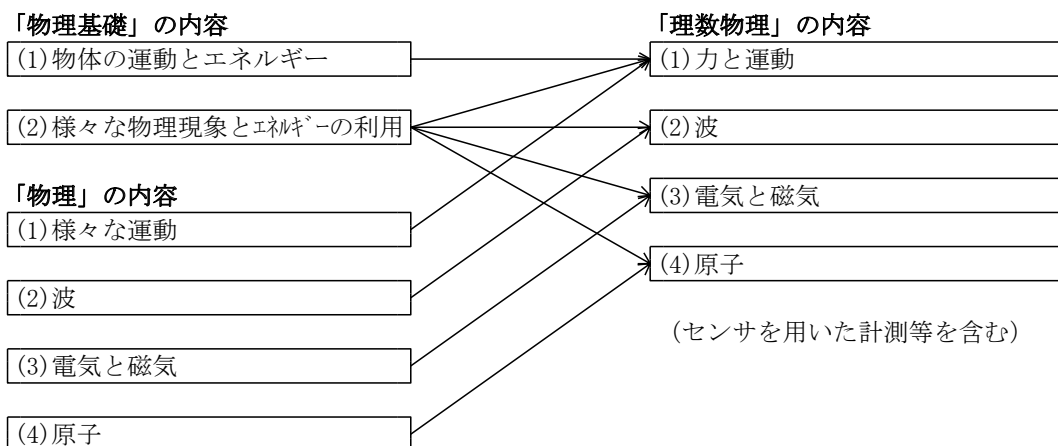 「物理基礎」の内容
(1)物体の運動とエネルギー
(2)様々な物理現象とエネルギーの利用
「物理」の内容
(1)様々な運動
(2)波
(3)電気と磁気
(4)原子
「理数物理」の内容
(1)力と運動
(2)波
(3)電気と磁気
(4)原子
(センサを用いた計測等を含む)